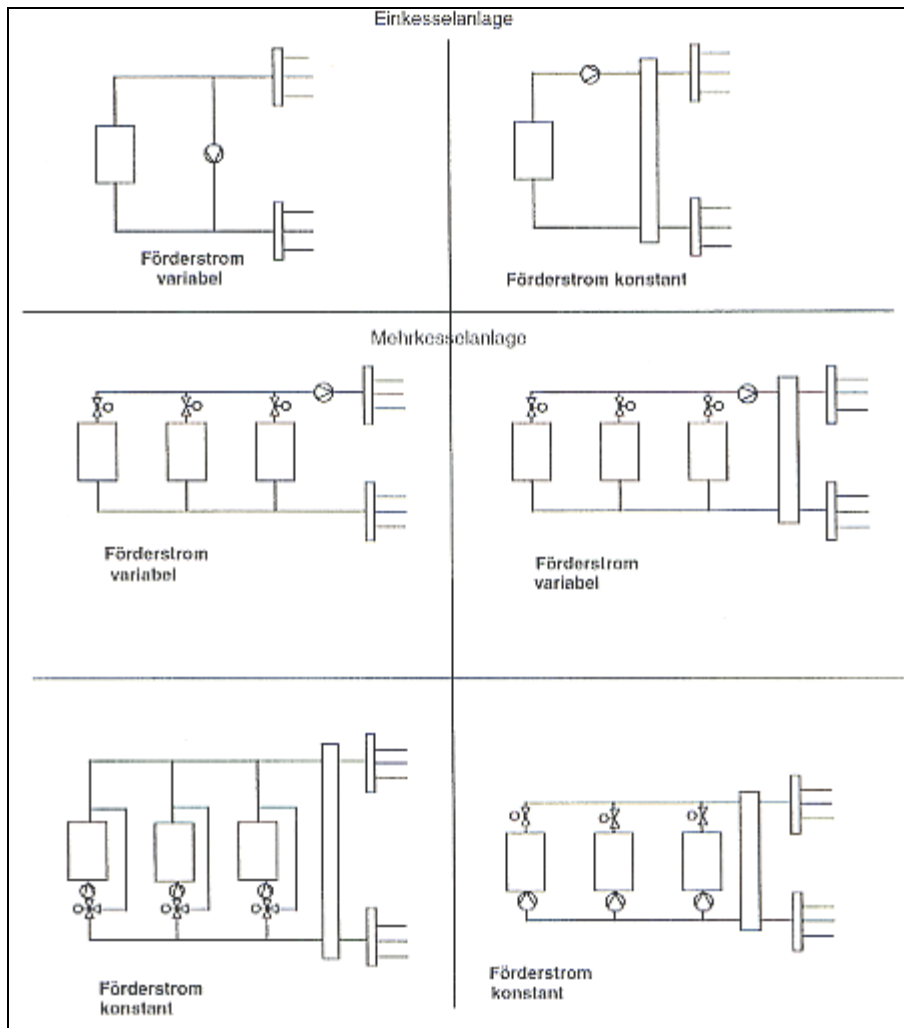 Einkesselanlage
Förderstrom
variabel
Förderstrom konstant
Mehrkesselanlage
Förderstrom
variabel
Förderstrom
variabel
Förderstrom
konstant
Förderstrom
konstant